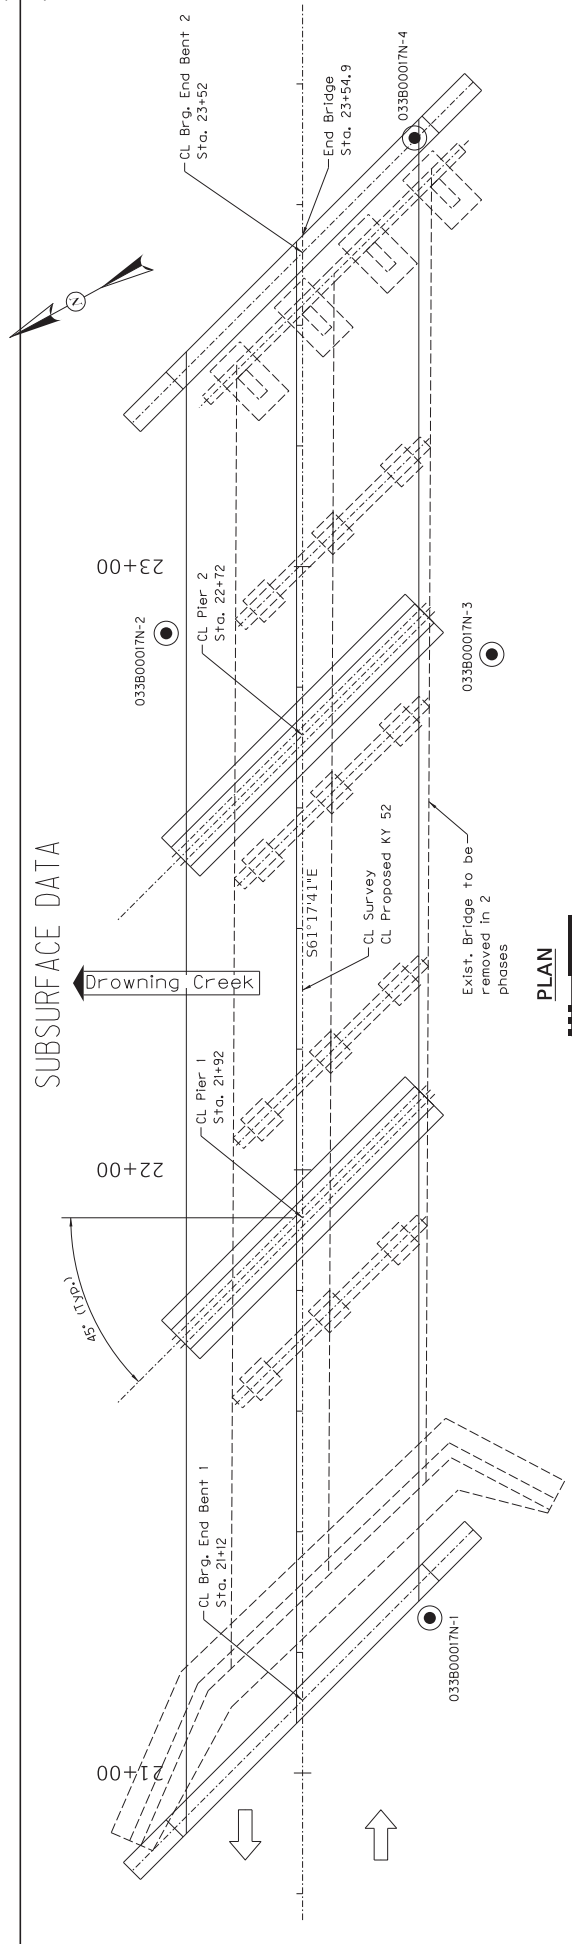 SUBSURFACE DATA
CL Brg. End Bent 1
Sta. 21+12
CL Pier 1
Sta. 21+92
CL Pier 2
Sta. 22+72
CL Brg. End Bent 2
Sta. 23+52
End Bridge
Sta. 23+54.9
45° (Typ.)
Drowning Creek
N
21+00
22+00
23+00
S61°17'41"E
CL Survey
CL Proposed KY 52
Exist. Bridge to be
removed in 2
phases
033B00017N-1
033B00017N-2
033B00017N-3
033B00017N-4
PLAN